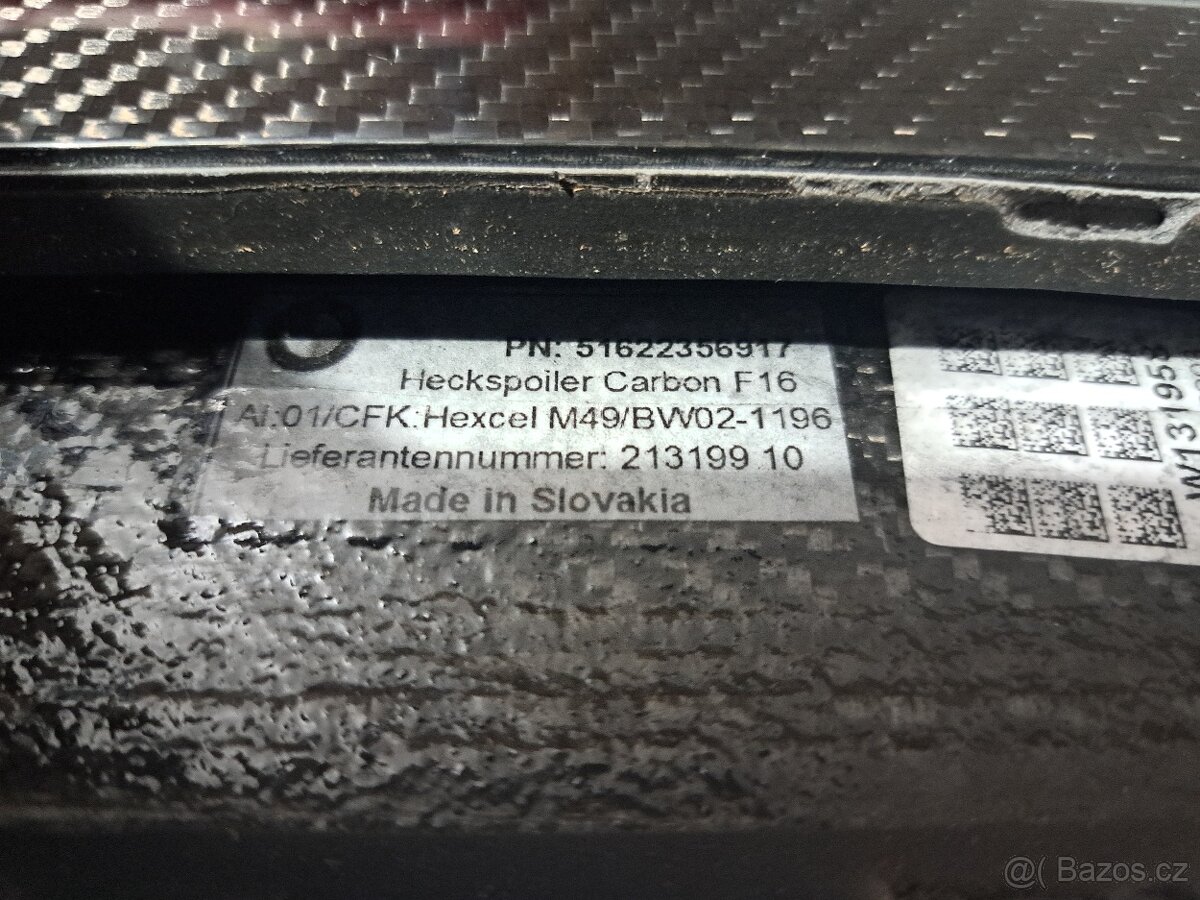 PN: 51622356917
Heckspoiler Carbon F16
AI:01/CFK:Hexcel M49/BW02-1196
Lieferantennummer: 213199 10
Made in Slovakia
W131955
@( Bazos.cz